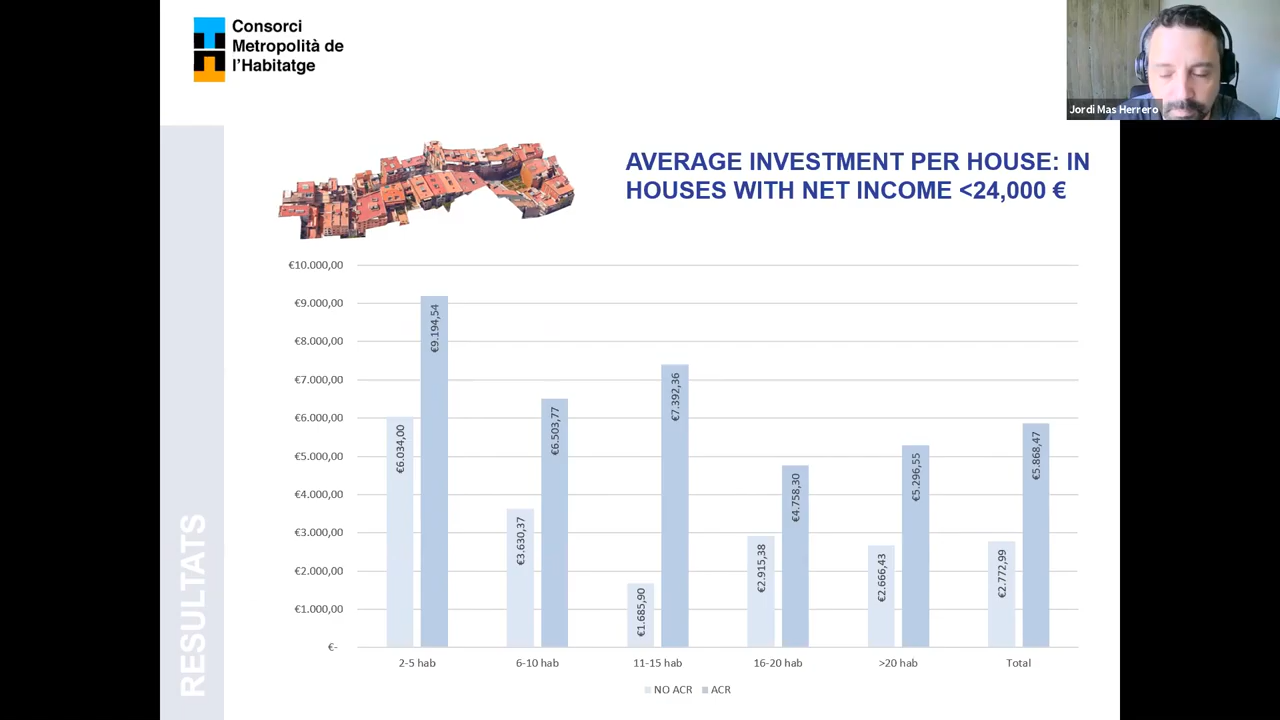 Consorci
Metropolità de
l'Habitatge
Jordi Mas Herrero
AVERAGE INVESTMENT PER HOUSE: IN
HOUSES WITH NET INCOME <24,000 €
RESULTATS
€10.000,00
€9.000,00
€8.000,00
€7.000,00
€6.000,00
€5.000,00
€4.000,00
€3.000,00
€2.000,00
€1.000,00
€-
€6.034,00
€9.194,54
€3.630,37
€6.503,77
€1.685,90
€7.392,36
€2.915,38
€4.758,30
€2.666,43
€5.296,55
€2.772,99
€5.868,47
2-5 hab
6-10 hab
11-15 hab
16-20 hab
>20 hab
Total
NO ACR
ACR